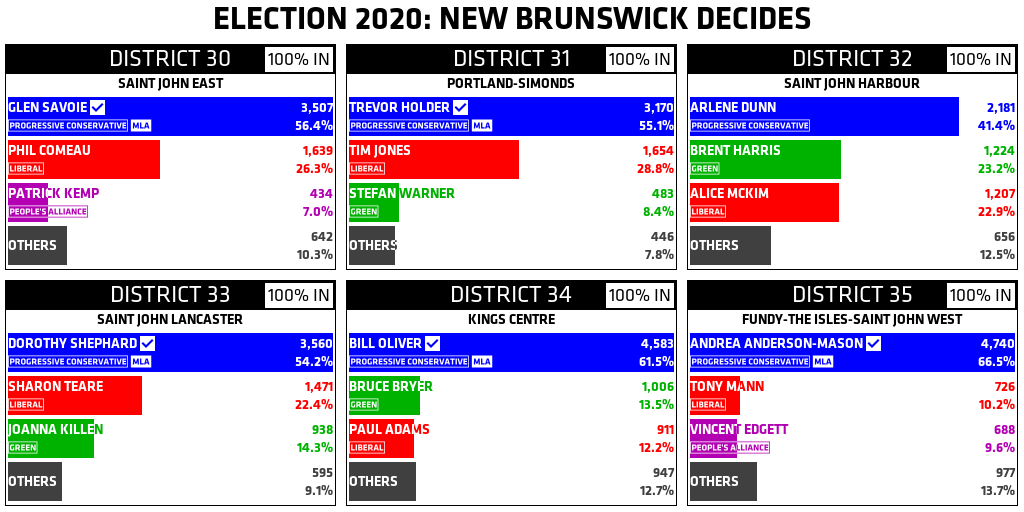 ELECTION 2020: NEW BRUNSWICK DECIDES
DISTRICT 30 100% IN
SAINT JOHN EAST
GLEN SAVOIE 3,507
PROGRESSIVE CONSERVATIVE MLA 56.4%
PHIL COMEAU 1,639
LIBERAL 26.3%
PATRICK KEMP 434
PEOPLE'S ALLIANCE 7.0%
OTHERS 642
10.3%
DISTRICT 31 100% IN
PORTLAND-SIMONDS
TREVOR HOLDER 3,170
PROGRESSIVE CONSERVATIVE MLA 55.1%
TIM JONES 1,654
LIBERAL 28.8%
STEFAN WARNER 483
GREEN 8.4%
OTHERS 446
7.8%
DISTRICT 32 100% IN
SAINT JOHN HARBOUR
ARLENE DUNN 2,181
PROGRESSIVE CONSERVATIVE 41.4%
BRENT HARRIS 1,224
GREEN 23.2%
ALICE MCKIM 1,207
LIBERAL 22.9%
OTHERS 656
12.5%
DISTRICT 33 100% IN
SAINT JOHN LANCASTER
DOROTHY SHEPHARD 3,560
PROGRESSIVE CONSERVATIVE MLA 54.2%
SHARON TEARE 1,471
LIBERAL 22.4%
JOANNA KILLEN 938
GREEN 14.3%
OTHERS 595
9.1%
DISTRICT 34 100% IN
KINGS CENTRE
BILL OLIVER 4,583
PROGRESSIVE CONSERVATIVE MLA 61.5%
BRUCE BRYER 1,006
GREEN 13.5%
PAUL ADAMS 911
LIBERAL 12.2%
OTHERS 947
12.7%
DISTRICT 35 100% IN
FUNDY-THE ISLES-SAINT JOHN WEST
ANDREA ANDERSON-MASON 4,740
PROGRESSIVE CONSERVATIVE MLA 66.5%
TONY MANN 726
LIBERAL 10.2%
VINCENT EDGETT 688
PEOPLE'S ALLIANCE 9.6%
OTHERS 977
13.7%